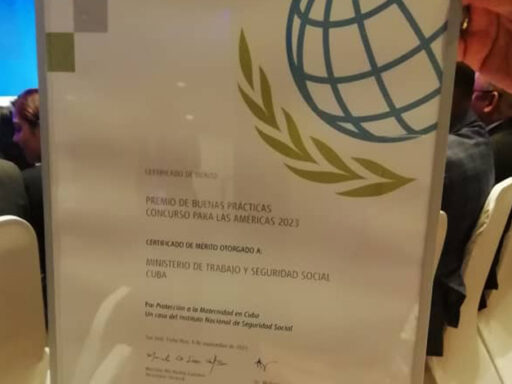 CERTIFICADO DE MÉRITO
PREMIO DE BUENAS PRÁCTICAS
CONCURSO PARA LAS AMÉRICAS 2023
CERTIFICADO DE MÉRITO OTORGADO A:
MINISTERIO DE TRABAJO Y SEGURIDAD SOCIAL
CUBA
Por Protección a la Maternidad en Cuba
Un caso del Instituto Nacional de Seguridad Social
San José, Costa Rica, 6 de septiembre de 2023